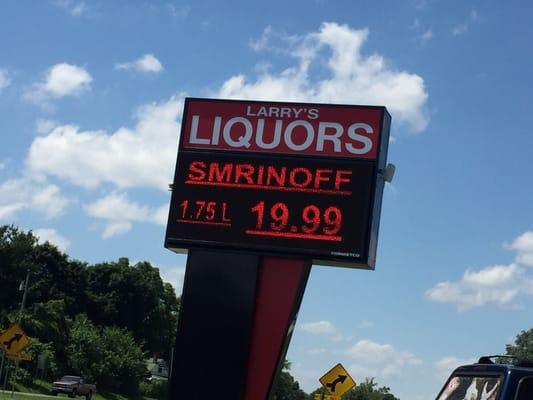 LARRY'S
LIQUORS
SMRINOFF
1.75 L 19.99